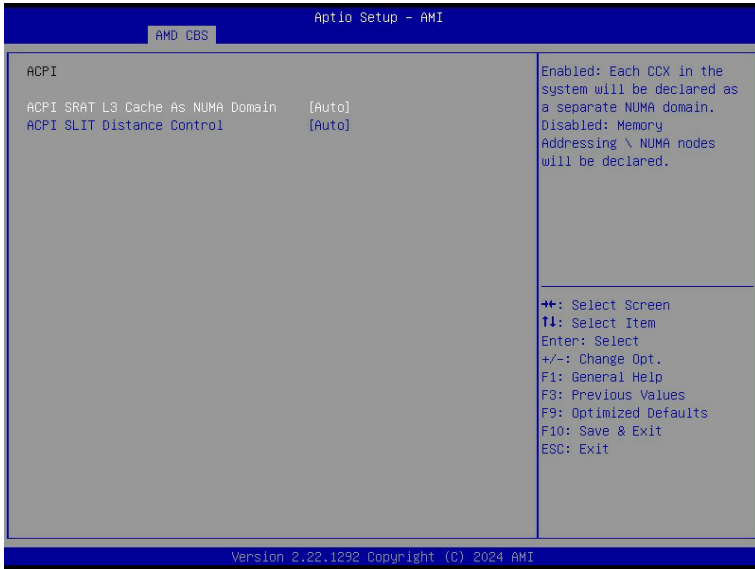 Aptio Setup – AMI
AMD CBS
ACPI
ACPI SRAT L3 Cache As NUMA Domain [Auto]
ACPI SLIT Distance Control [Auto]
Enabled: Each CCX in the
system will be declared as
a separate NUMA domain.
Disabled: Memory
Addressing \ NUMA nodes
will be declared.
→←: Select Screen
↑↓: Select Item
Enter: Select
+/-: Change Opt.
F1: General Help
F3: Previous Values
F9: Optimized Defaults
F10: Save & Exit
ESC: Exit
Version 2.22.1292 Copyright (C) 2024 AMI